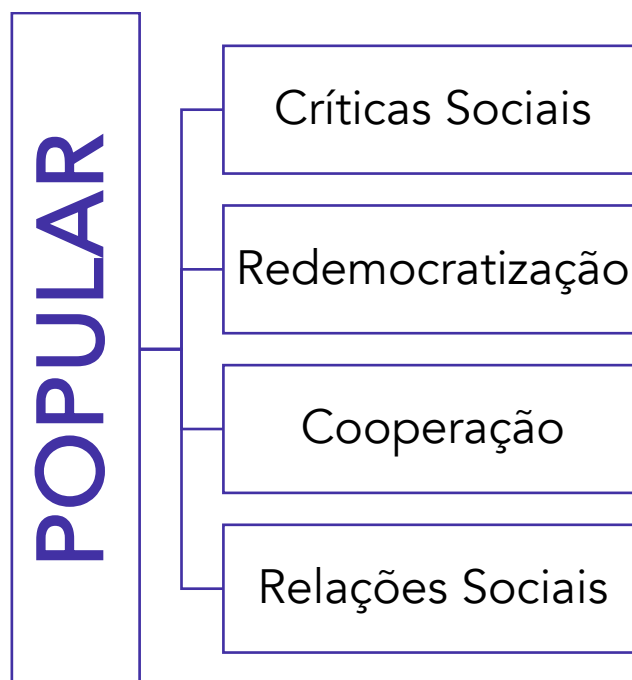 POPULAR
Críticas Sociais
Redemocratização
Cooperação
Relações Sociais